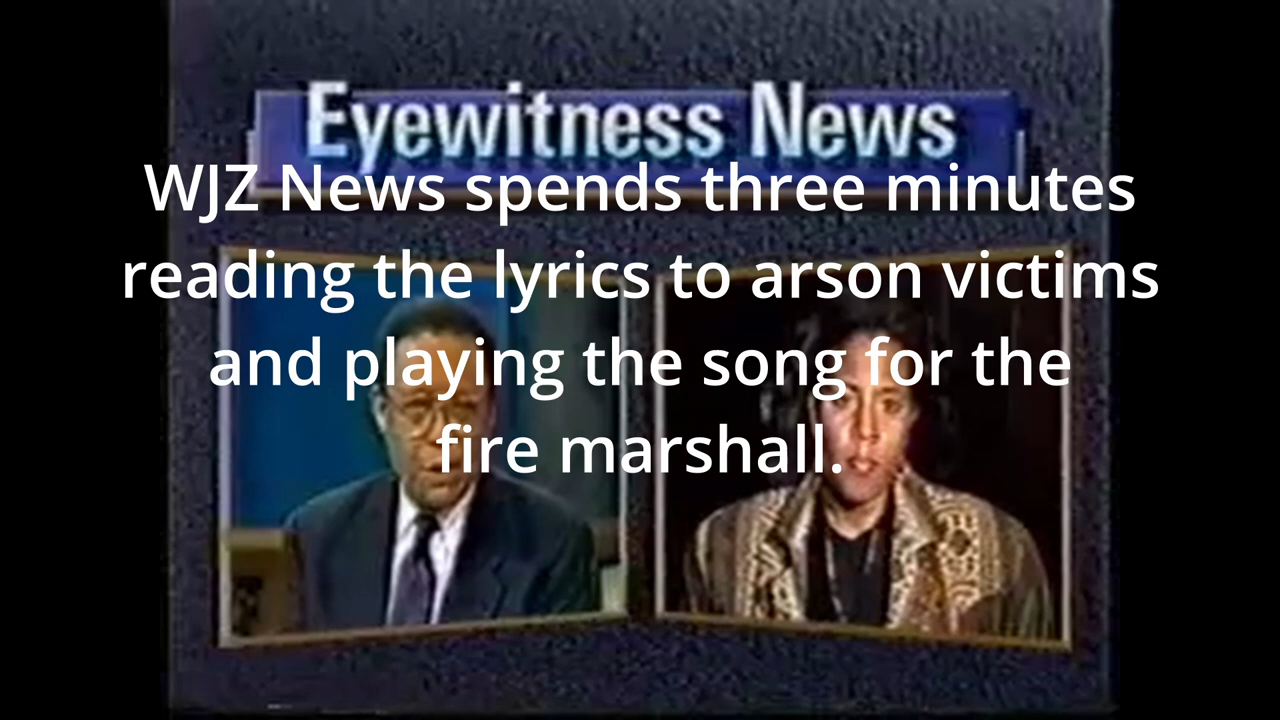 Eyewitness News
WJZ News spends three minutes
reading the lyrics to arson victims
and playing the song for the
fire marshall.